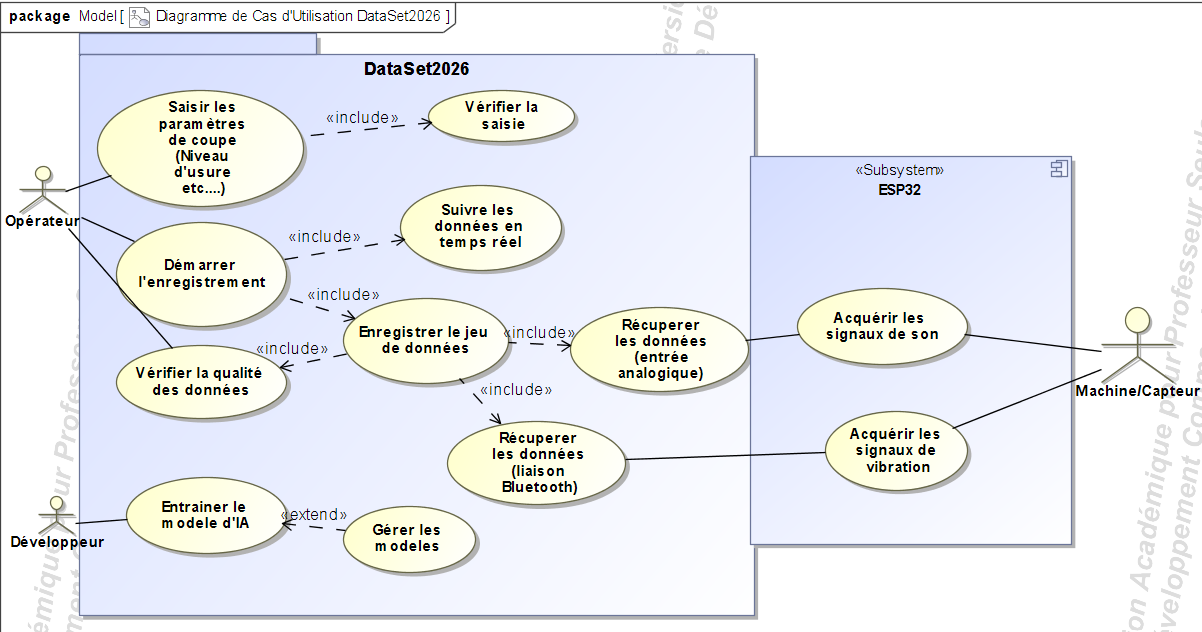 package Model [ Diagramme de Cas d'Utilisation DataSet2026 ]
DataSet2026
Saisir les
paramètres
de coupe
(Niveau
d'usure
etc....)
«include»
Vérifier la
saisie
«Subsystem»
ESP32
Opérateur
Suivre les
données en
temps réel
«include»
Démarrer
l'enregistrement
«include»
Enregistrer le jeu
de données
«include»
Récuperer
les données
(entrée
analogique)
Acquérir les
signaux de son
Machine/Capteur
«include»
Vérifier la qualité
des données
«include»
Récuperer
les données
(liaison
Bluetooth)
Acquérir les
signaux de
vibration
Entrainer le
modele d'IA
«extend»
Gérer les
modeles
Développeur